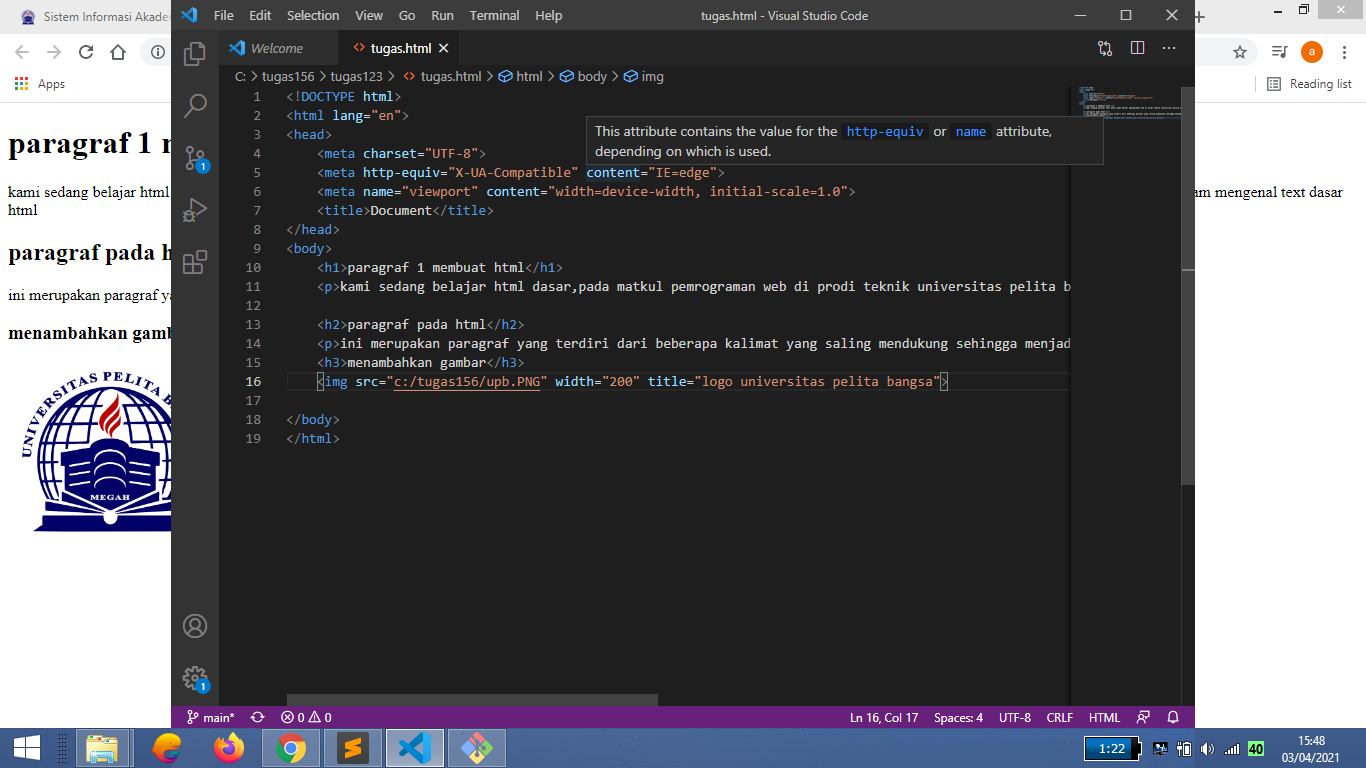 Sistem Informasi Akade
Apps
Reading list
paragraf 1 m
kami sedang belajar html
am mengenal text dasar
html
paragraf pada h
ini merupakan paragraf ya
menambahkan gamb
UNIVERSITAS PELITA B
MEGAH
File Edit Selection View Go Run Terminal Help
tugas.html - Visual Studio Code
Welcome
tugas.html
C: > tugas156 > tugas123 > tugas.html > html > body > img
1 <!DOCTYPE html>
2 <html lang="en">
3 <head>
This attribute contains the value for the http-equiv or name attribute,
depending on which is used.
4 <meta charset="UTF-8">
5 <meta http-equiv="X-UA-Compatible" content="IE=edge">
6 <meta name="viewport" content="width=device-width, initial-scale=1.0">
7 <title>Document</title>
8 </head>
9 <body>
10 <h1>paragraf 1 membuat html</h1>
11 <p>kami sedang belajar html dasar,pada matkul pemrograman web di prodi teknik universitas pelita b
12
13 <h2>paragraf pada html</h2>
14 <p>ini merupakan paragraf yang terdiri dari beberapa kalimat yang saling mendukung sehingga menjad
15 <h3>menambahkan gambar</h3>
16 <img src="c:/tugas156/upb.PNG" width="200" title="logo universitas pelita bangsa">
17
18 </body>
19 </html>
1
1
main* 0 0
Ln 16, Col 17 Spaces: 4 UTF-8 CRLF HTML
a
1:22
40
15:48
03/04/2021